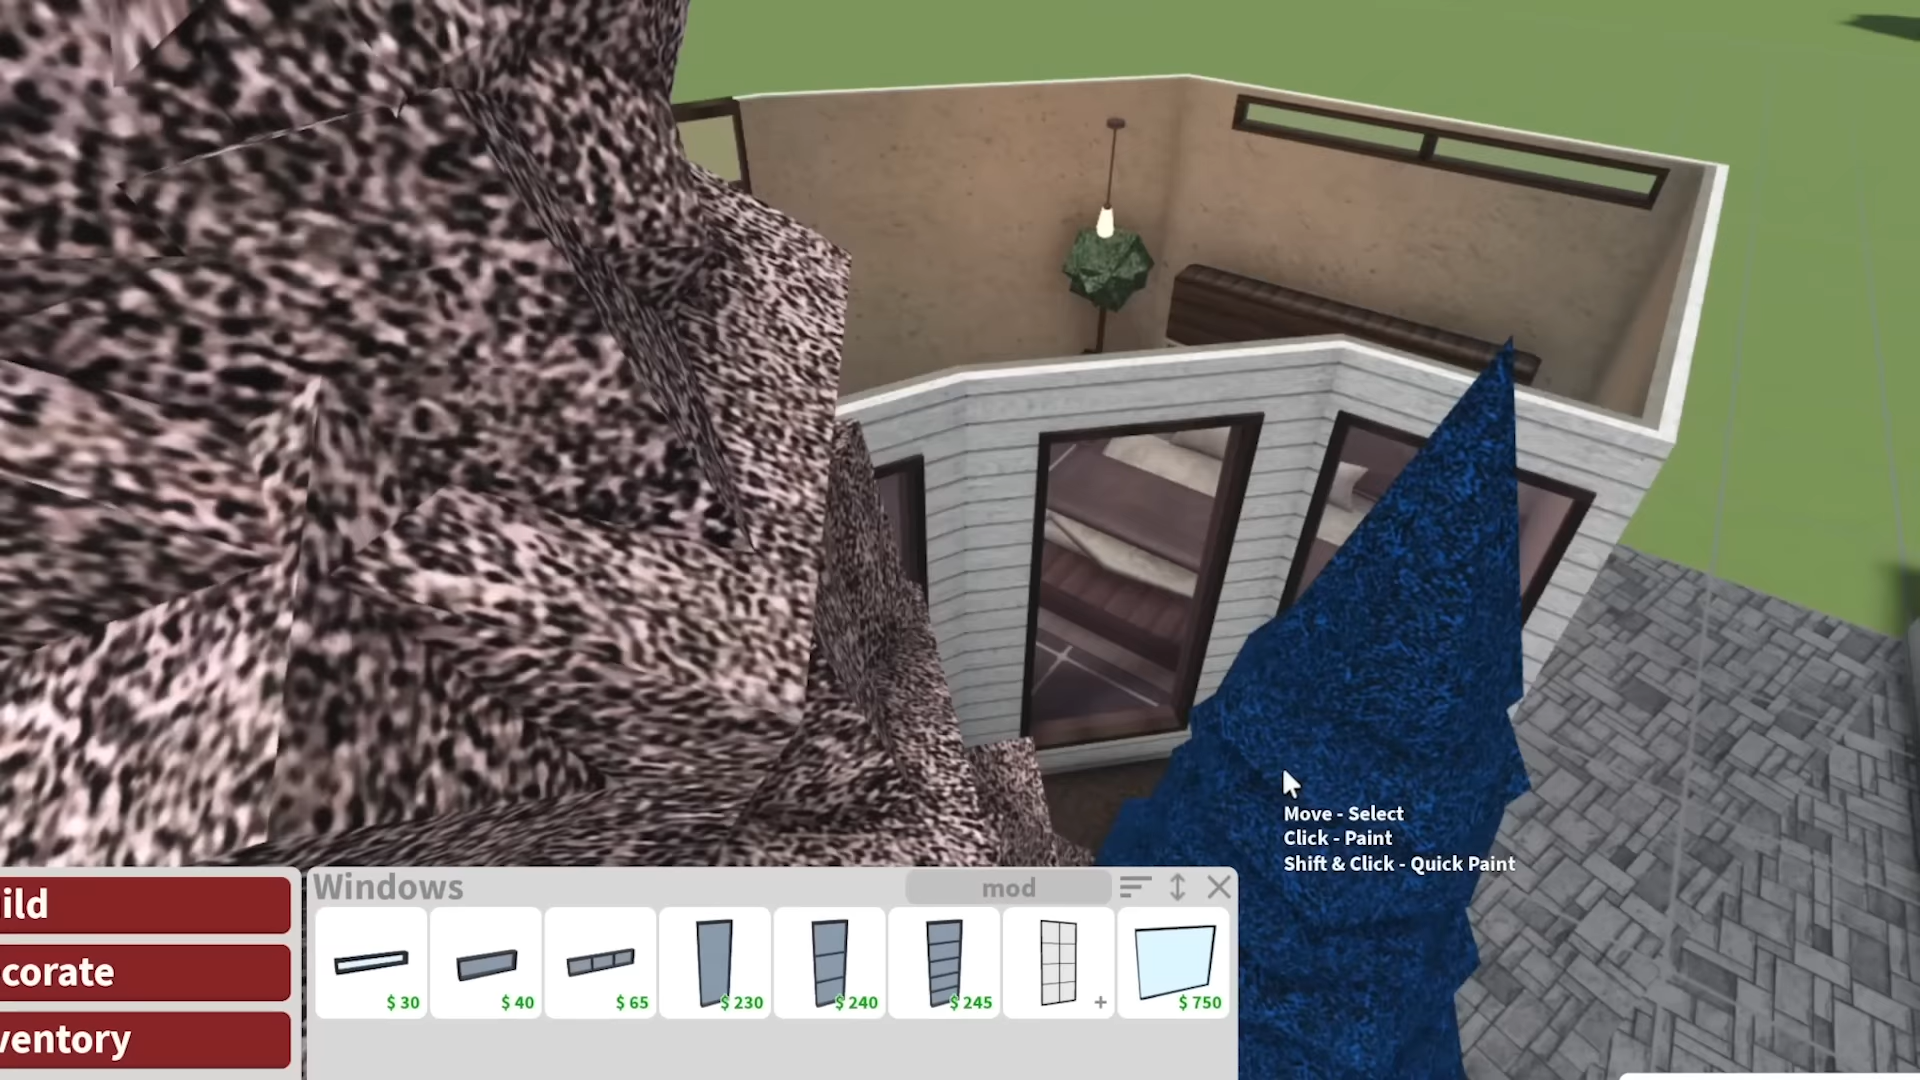 Move - Select
Click - Paint
Shift & Click - Quick Paint
ild
corate
ventory
Windows
mod
$ 30
$ 40
$ 65
$ 230
$ 240
$ 245
+
$ 750